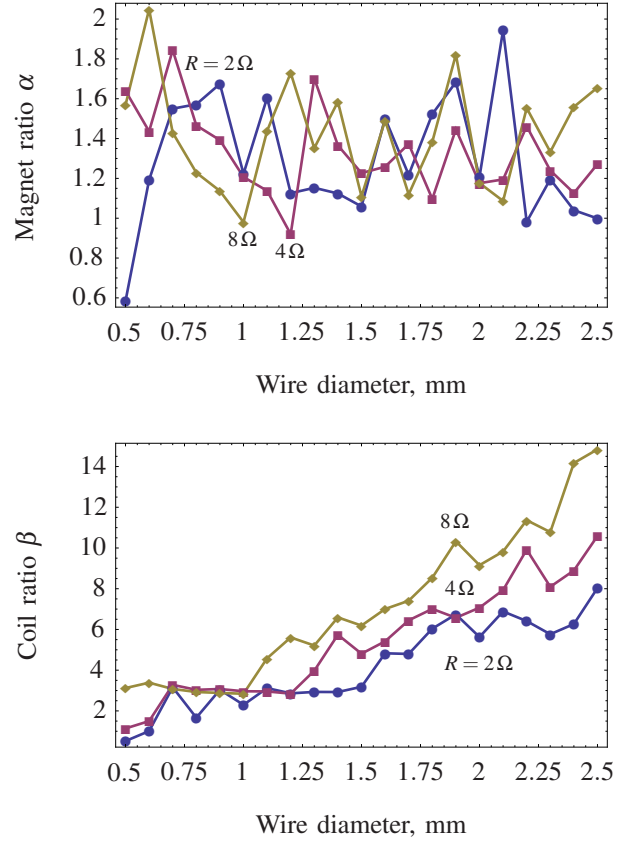 2
1.8
1.6
1.4
1.2
1
0.8
0.6
Magnet ratio α
R = 2Ω
8Ω
4Ω
0.5 0.75 1 1.25 1.5 1.75 2 2.25 2.5
Wire diameter, mm
14
12
10
8
6
4
2
Coil ratio β
8Ω
4Ω
R = 2Ω
0.5 0.75 1 1.25 1.5 1.75 2 2.25 2.5
Wire diameter, mm